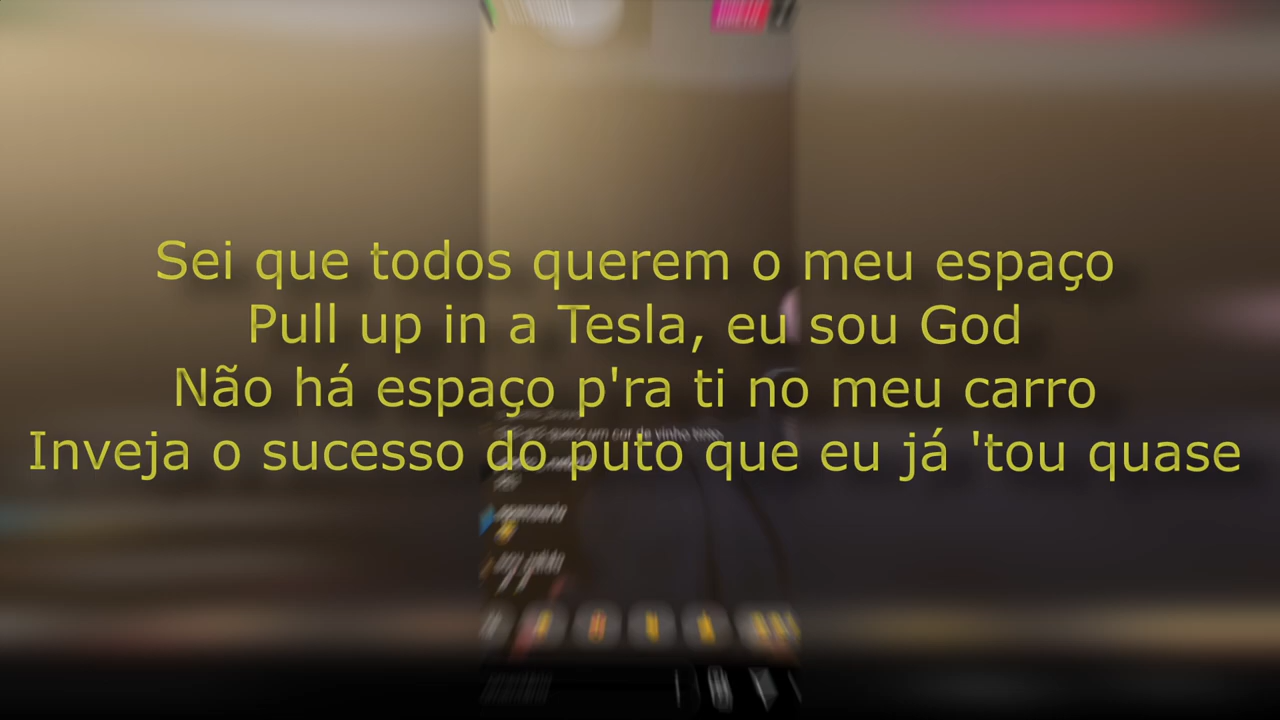 Sei que todos querem o meu espaço
Pull up in a Tesla, eu sou God
Não há espaço p'ra ti no meu carro
Inveja o sucesso do puto que eu já 'tou quase